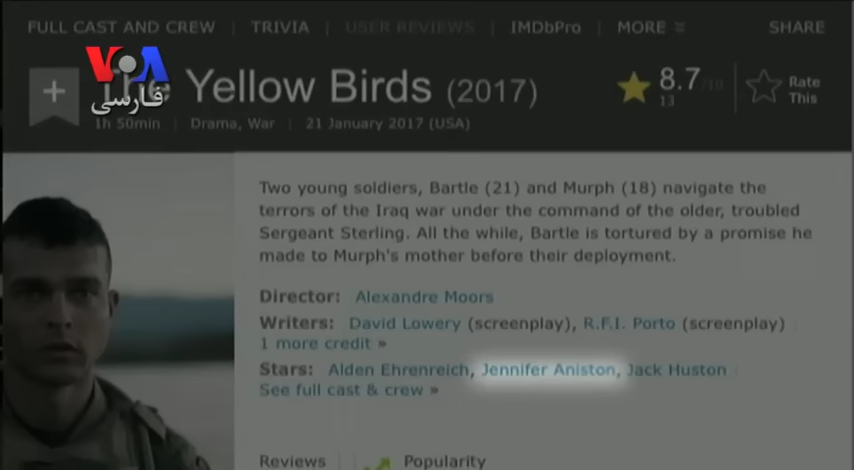 FULL CAST AND CREW | TRIVIA | USER REVIEWS | IMDbPro | MORE SHARE
VOA
فارسی
The Yellow Birds (2017)
8.7/10
13
Rate
This
1h 50min | Drama, War | 21 January 2017 (USA)
Two young soldiers, Bartle (21) and Murph (18) navigate the
terrors of the Iraq war under the command of the older, troubled
Sergeant Sterling. All the while, Bartle is tortured by a promise he
made to Murph's mother before their deployment.
Director: Alexandre Moors
Writers: David Lowery (screenplay), R.F.I. Porto (screenplay) |
1 more credit »
Stars: Alden Ehrenreich, Jennifer Aniston, Jack Huston |
See full cast & crew »
Reviews | Popularity